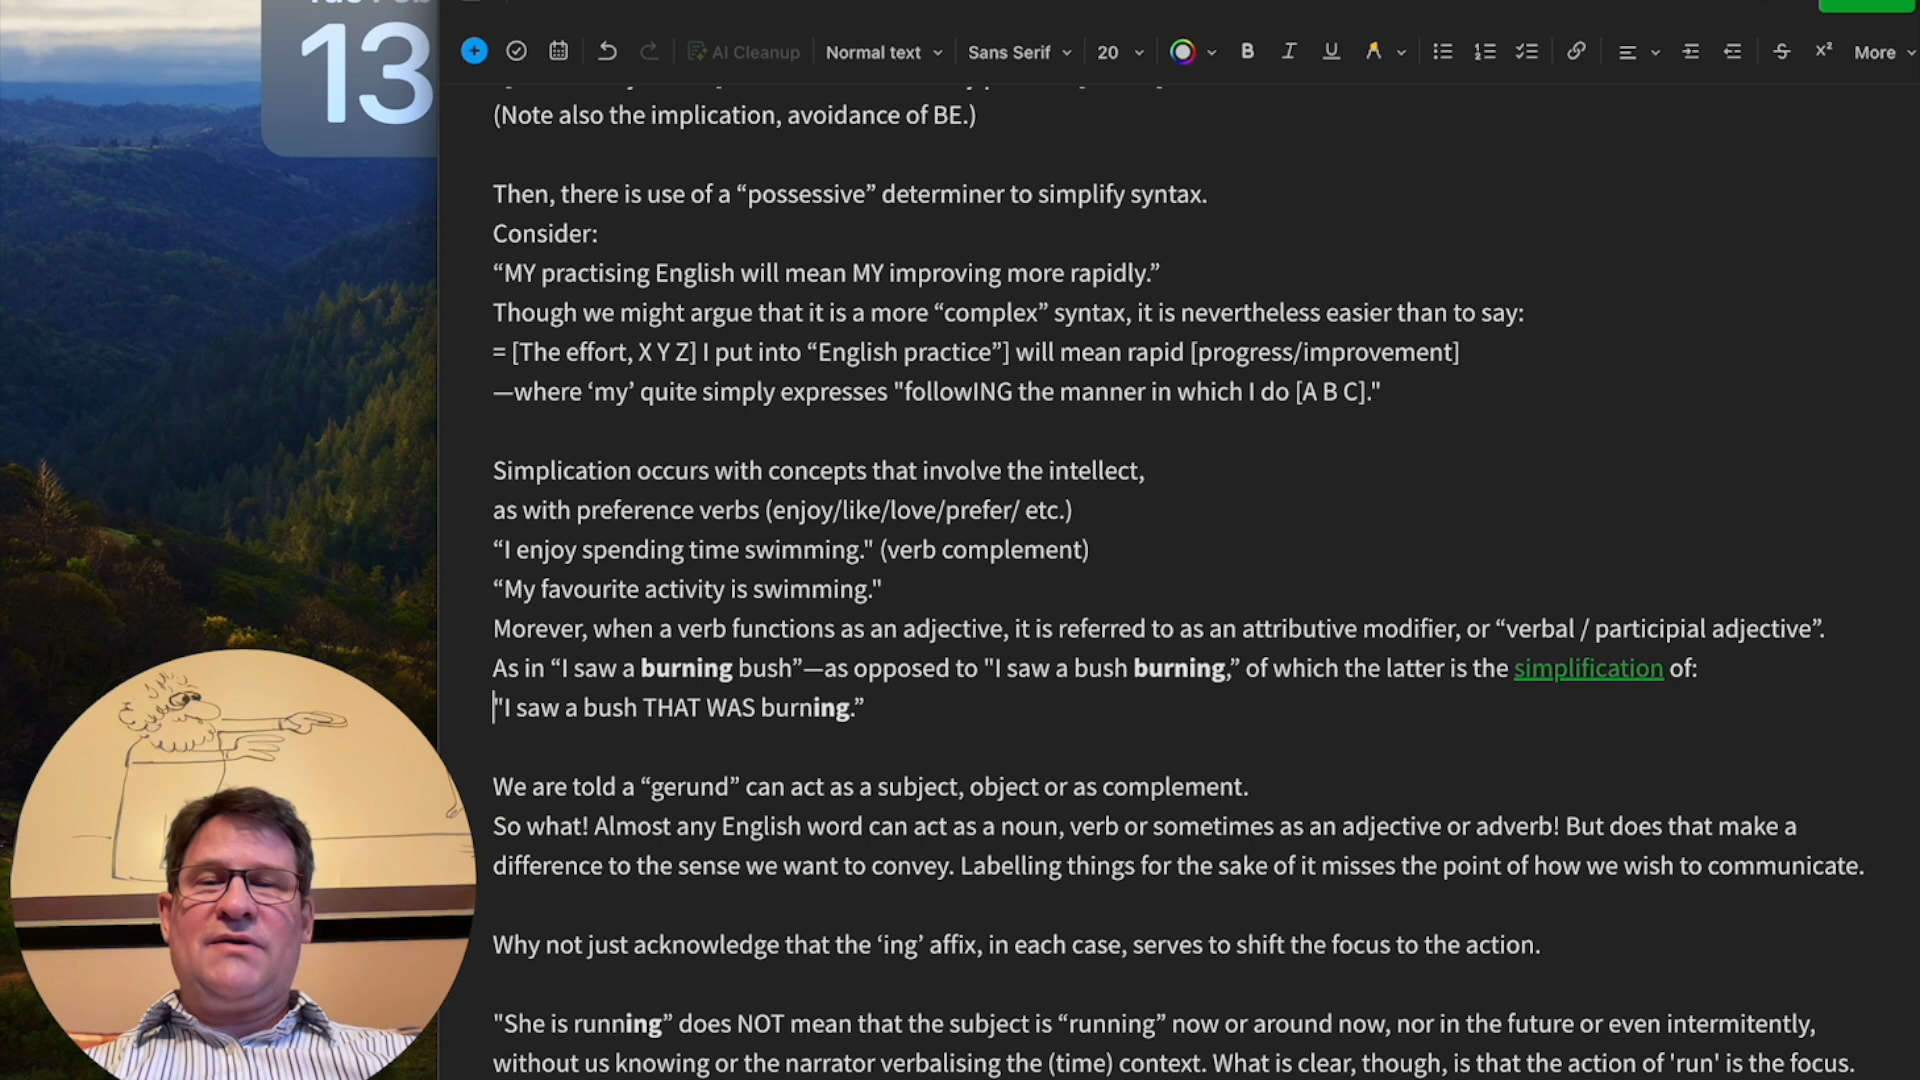 13
AI Cleanup Normal text Sans Serif 20 B I U A S X² More
(Note also the implication, avoidance of BE.)
Then, there is use of a “possessive” determiner to simplify syntax.
Consider:
“MY practising English will mean MY improving more rapidly.”
Though we might argue that it is a more “complex” syntax, it is nevertheless easier than to say:
= [The effort, X Y Z] I put into “English practice”] will mean rapid [progress/improvement]
—where ‘my’ quite simply expresses "followING the manner in which I do [A B C]."
Simplication occurs with concepts that involve the intellect,
as with preference verbs (enjoy/like/love/prefer/ etc.)
“I enjoy spending time swimming." (verb complement)
“My favourite activity is swimming."
Morever, when a verb functions as an adjective, it is referred to as an attributive modifier, or “verbal / participial adjective”.
As in “I saw a burning bush”—as opposed to "I saw a bush burning,” of which the latter is the simplification of:
"I saw a bush THAT WAS burning.”
We are told a “gerund” can act as a subject, object or as complement.
So what! Almost any English word can act as a noun, verb or sometimes as an adjective or adverb! But does that make a
difference to the sense we want to convey. Labelling things for the sake of it misses the point of how we wish to communicate.
Why not just acknowledge that the ‘ing’ affix, in each case, serves to shift the focus to the action.
"She is running” does NOT mean that the subject is “running” now or around now, nor in the future or even intermitently,
without us knowing or the narrator verbalising the (time) context. What is clear, though, is that the action of 'run' is the focus.